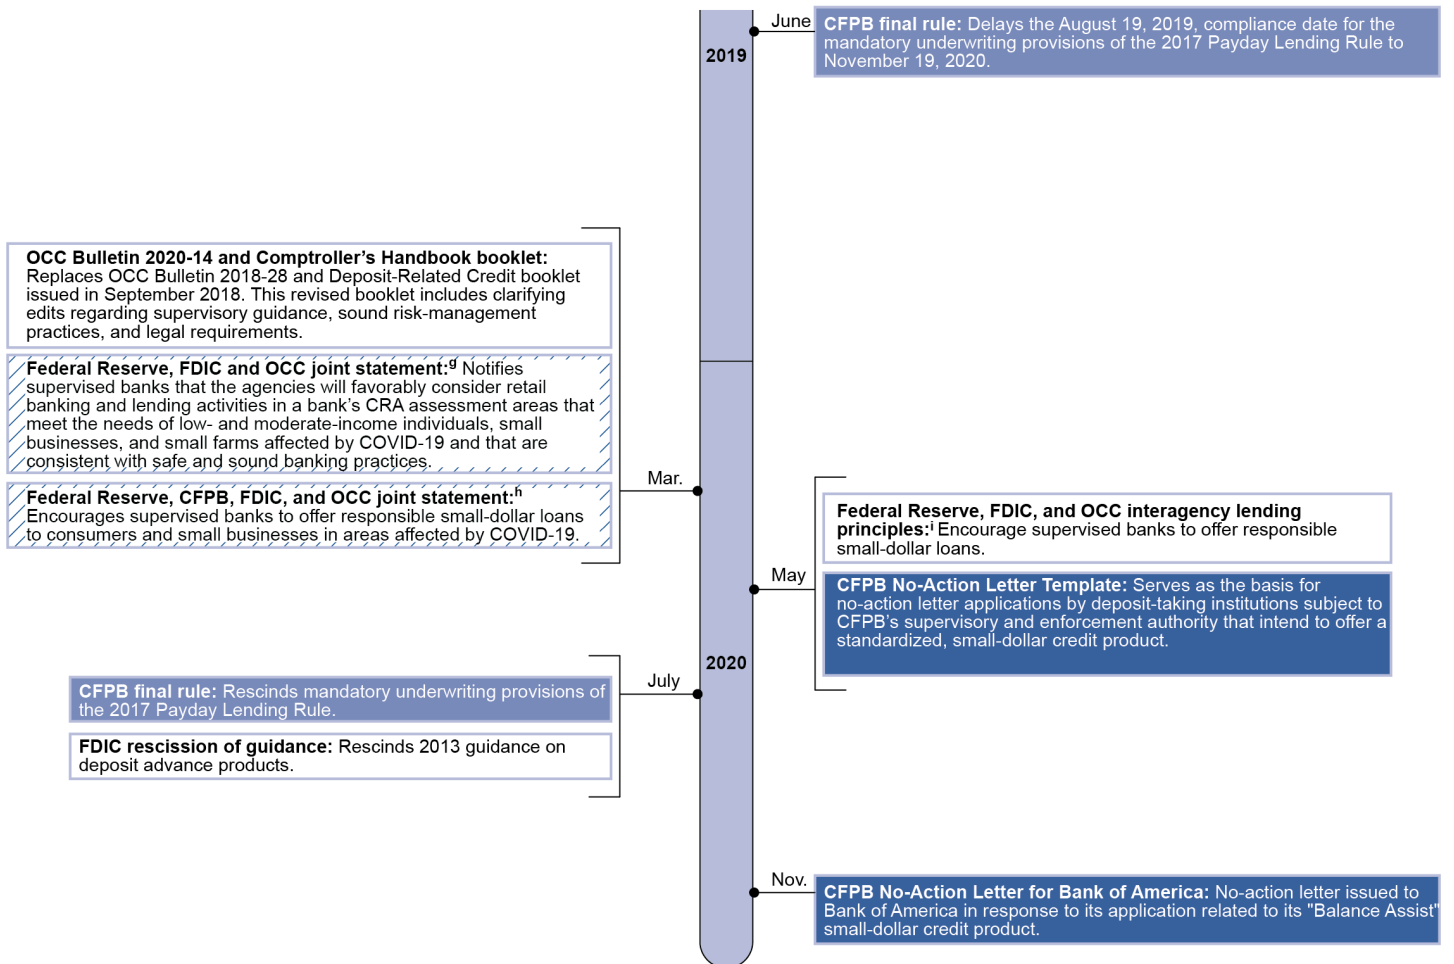 2019
June
CFPB final rule: Delays the August 19, 2019, compliance date for the
mandatory underwriting provisions of the 2017 Payday Lending Rule to
November 19, 2020.
OCC Bulletin 2020-14 and Comptroller’s Handbook booklet:
Replaces OCC Bulletin 2018-28 and Deposit-Related Credit booklet
issued in September 2018. This revised booklet includes clarifying
edits regarding supervisory guidance, sound risk-management
practices, and legal requirements.
Federal Reserve, FDIC and OCC joint statement:g Notifies
supervised banks that the agencies will favorably consider retail
banking and lending activities in a bank’s CRA assessment areas that
meet the needs of low- and moderate-income individuals, small
businesses, and small farms affected by COVID-19 and that are
consistent with safe and sound banking practices.
Federal Reserve, CFPB, FDIC, and OCC joint statement:h
Encourages supervised banks to offer responsible small-dollar loans
to consumers and small businesses in areas affected by COVID-19.
Mar.
May
Federal Reserve, FDIC, and OCC interagency lending
principles:i Encourage supervised banks to offer responsible
small-dollar loans.
CFPB No-Action Letter Template: Serves as the basis for
no-action letter applications by deposit-taking institutions subject to
CFPB’s supervisory and enforcement authority that intend to offer a
standardized, small-dollar credit product.
2020
July
CFPB final rule: Rescinds mandatory underwriting provisions of
the 2017 Payday Lending Rule.
FDIC rescission of guidance: Rescinds 2013 guidance on
deposit advance products.
Nov.
CFPB No-Action Letter for Bank of America: No-action letter issued to
Bank of America in response to its application related to its "Balance Assist"
small-dollar credit product.